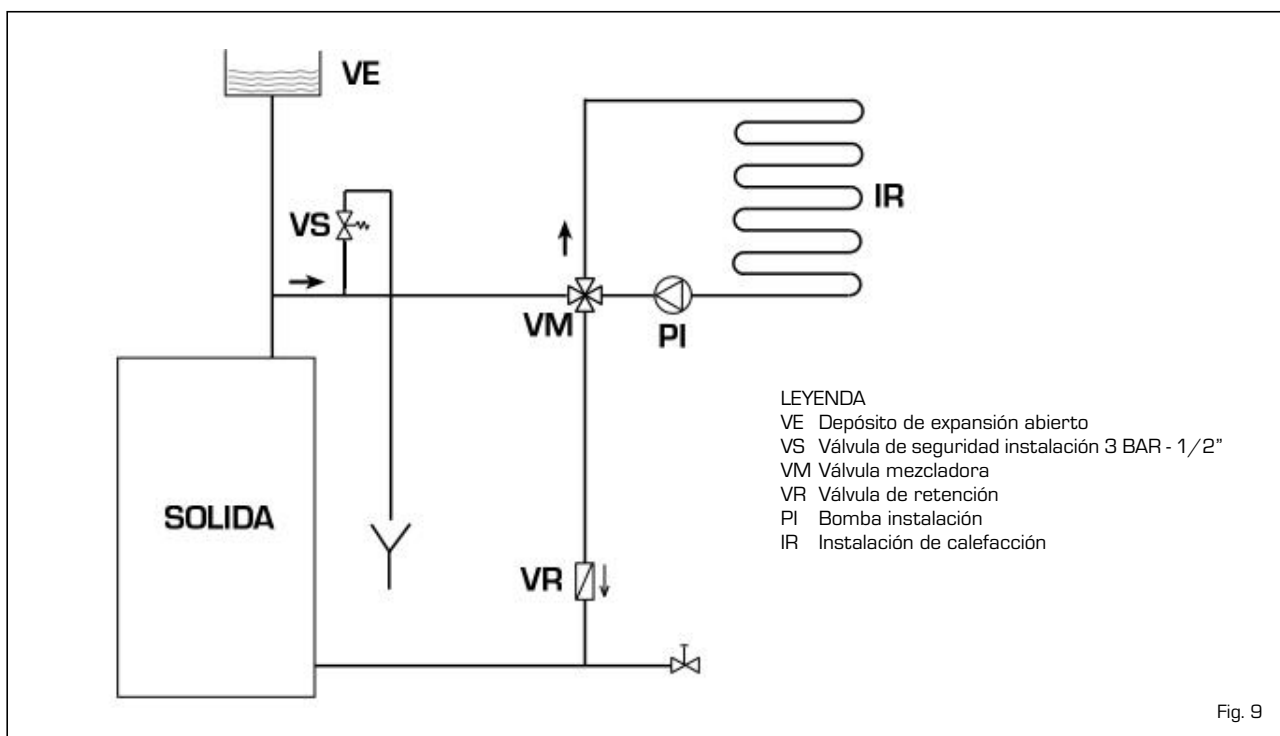 VE
VS
IR
VM
PI
LEYENDA
VE Depósito de expansión abierto
VS Válvula de seguridad instalación 3 BAR - 1/2”
VM Válvula mezcladora
VR Válvula de retención
PI Bomba instalación
IR Instalación de calefacción
SOLIDA
VR
Fig. 9